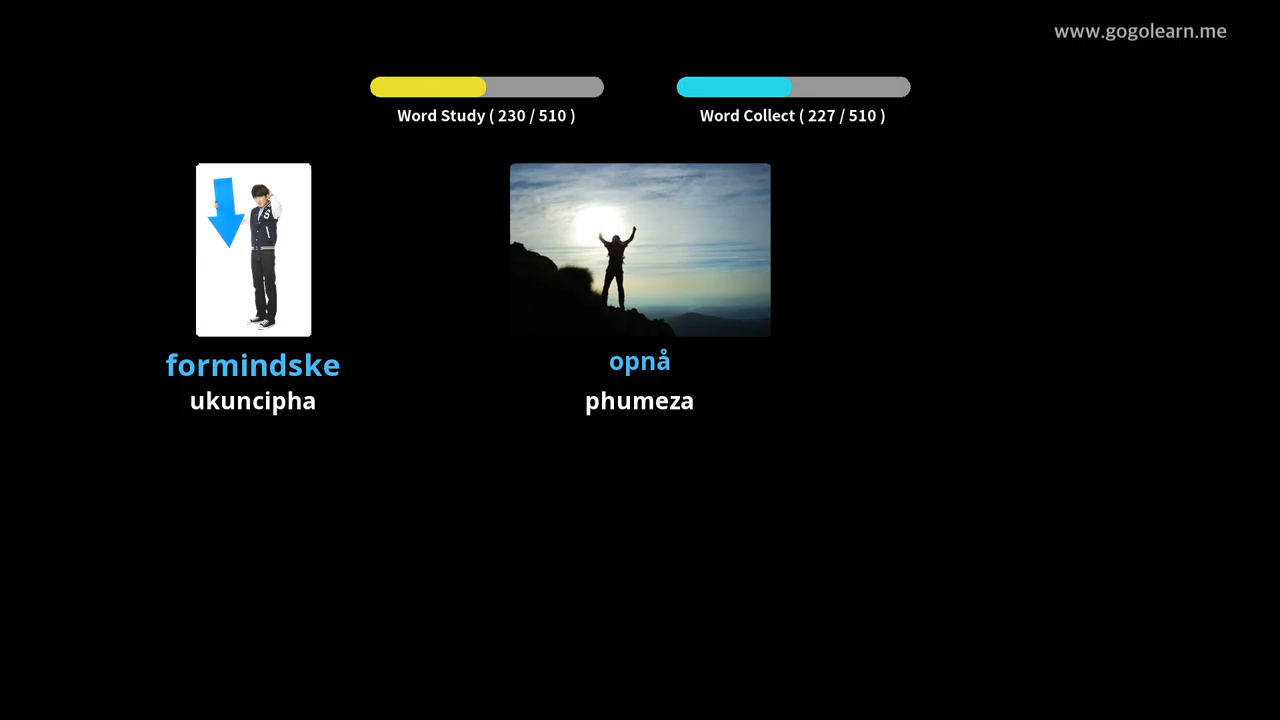 www.gogolearn.me
Word Study ( 230 / 510 )
Word Collect ( 227 / 510 )
formindske
ukuncipha
opnå
phumeza